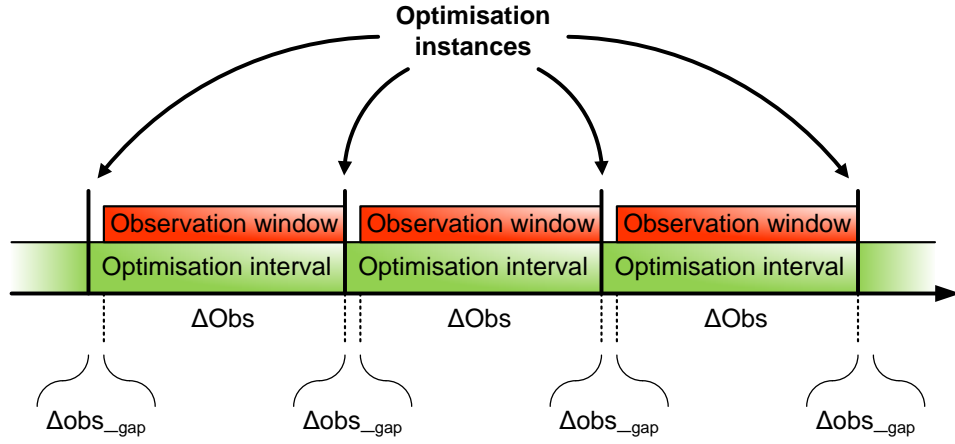 Optimisation
instances
Observation window Observation window Observation window
Optimisation interval Optimisation interval Optimisation interval
ΔObs ΔObs ΔObs
Δobs_gap Δobs_gap Δobs_gap Δobs_gap